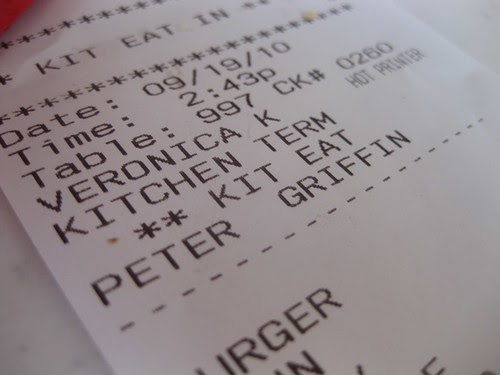 * KIT EAT IN **
Date: 09/19/10
Time: 2:43p
Table: 997 CK# 0260
HOT PRINTER
VERONICA K
KITCHEN TERM
** KIT EAT
PETER GRIFFIN